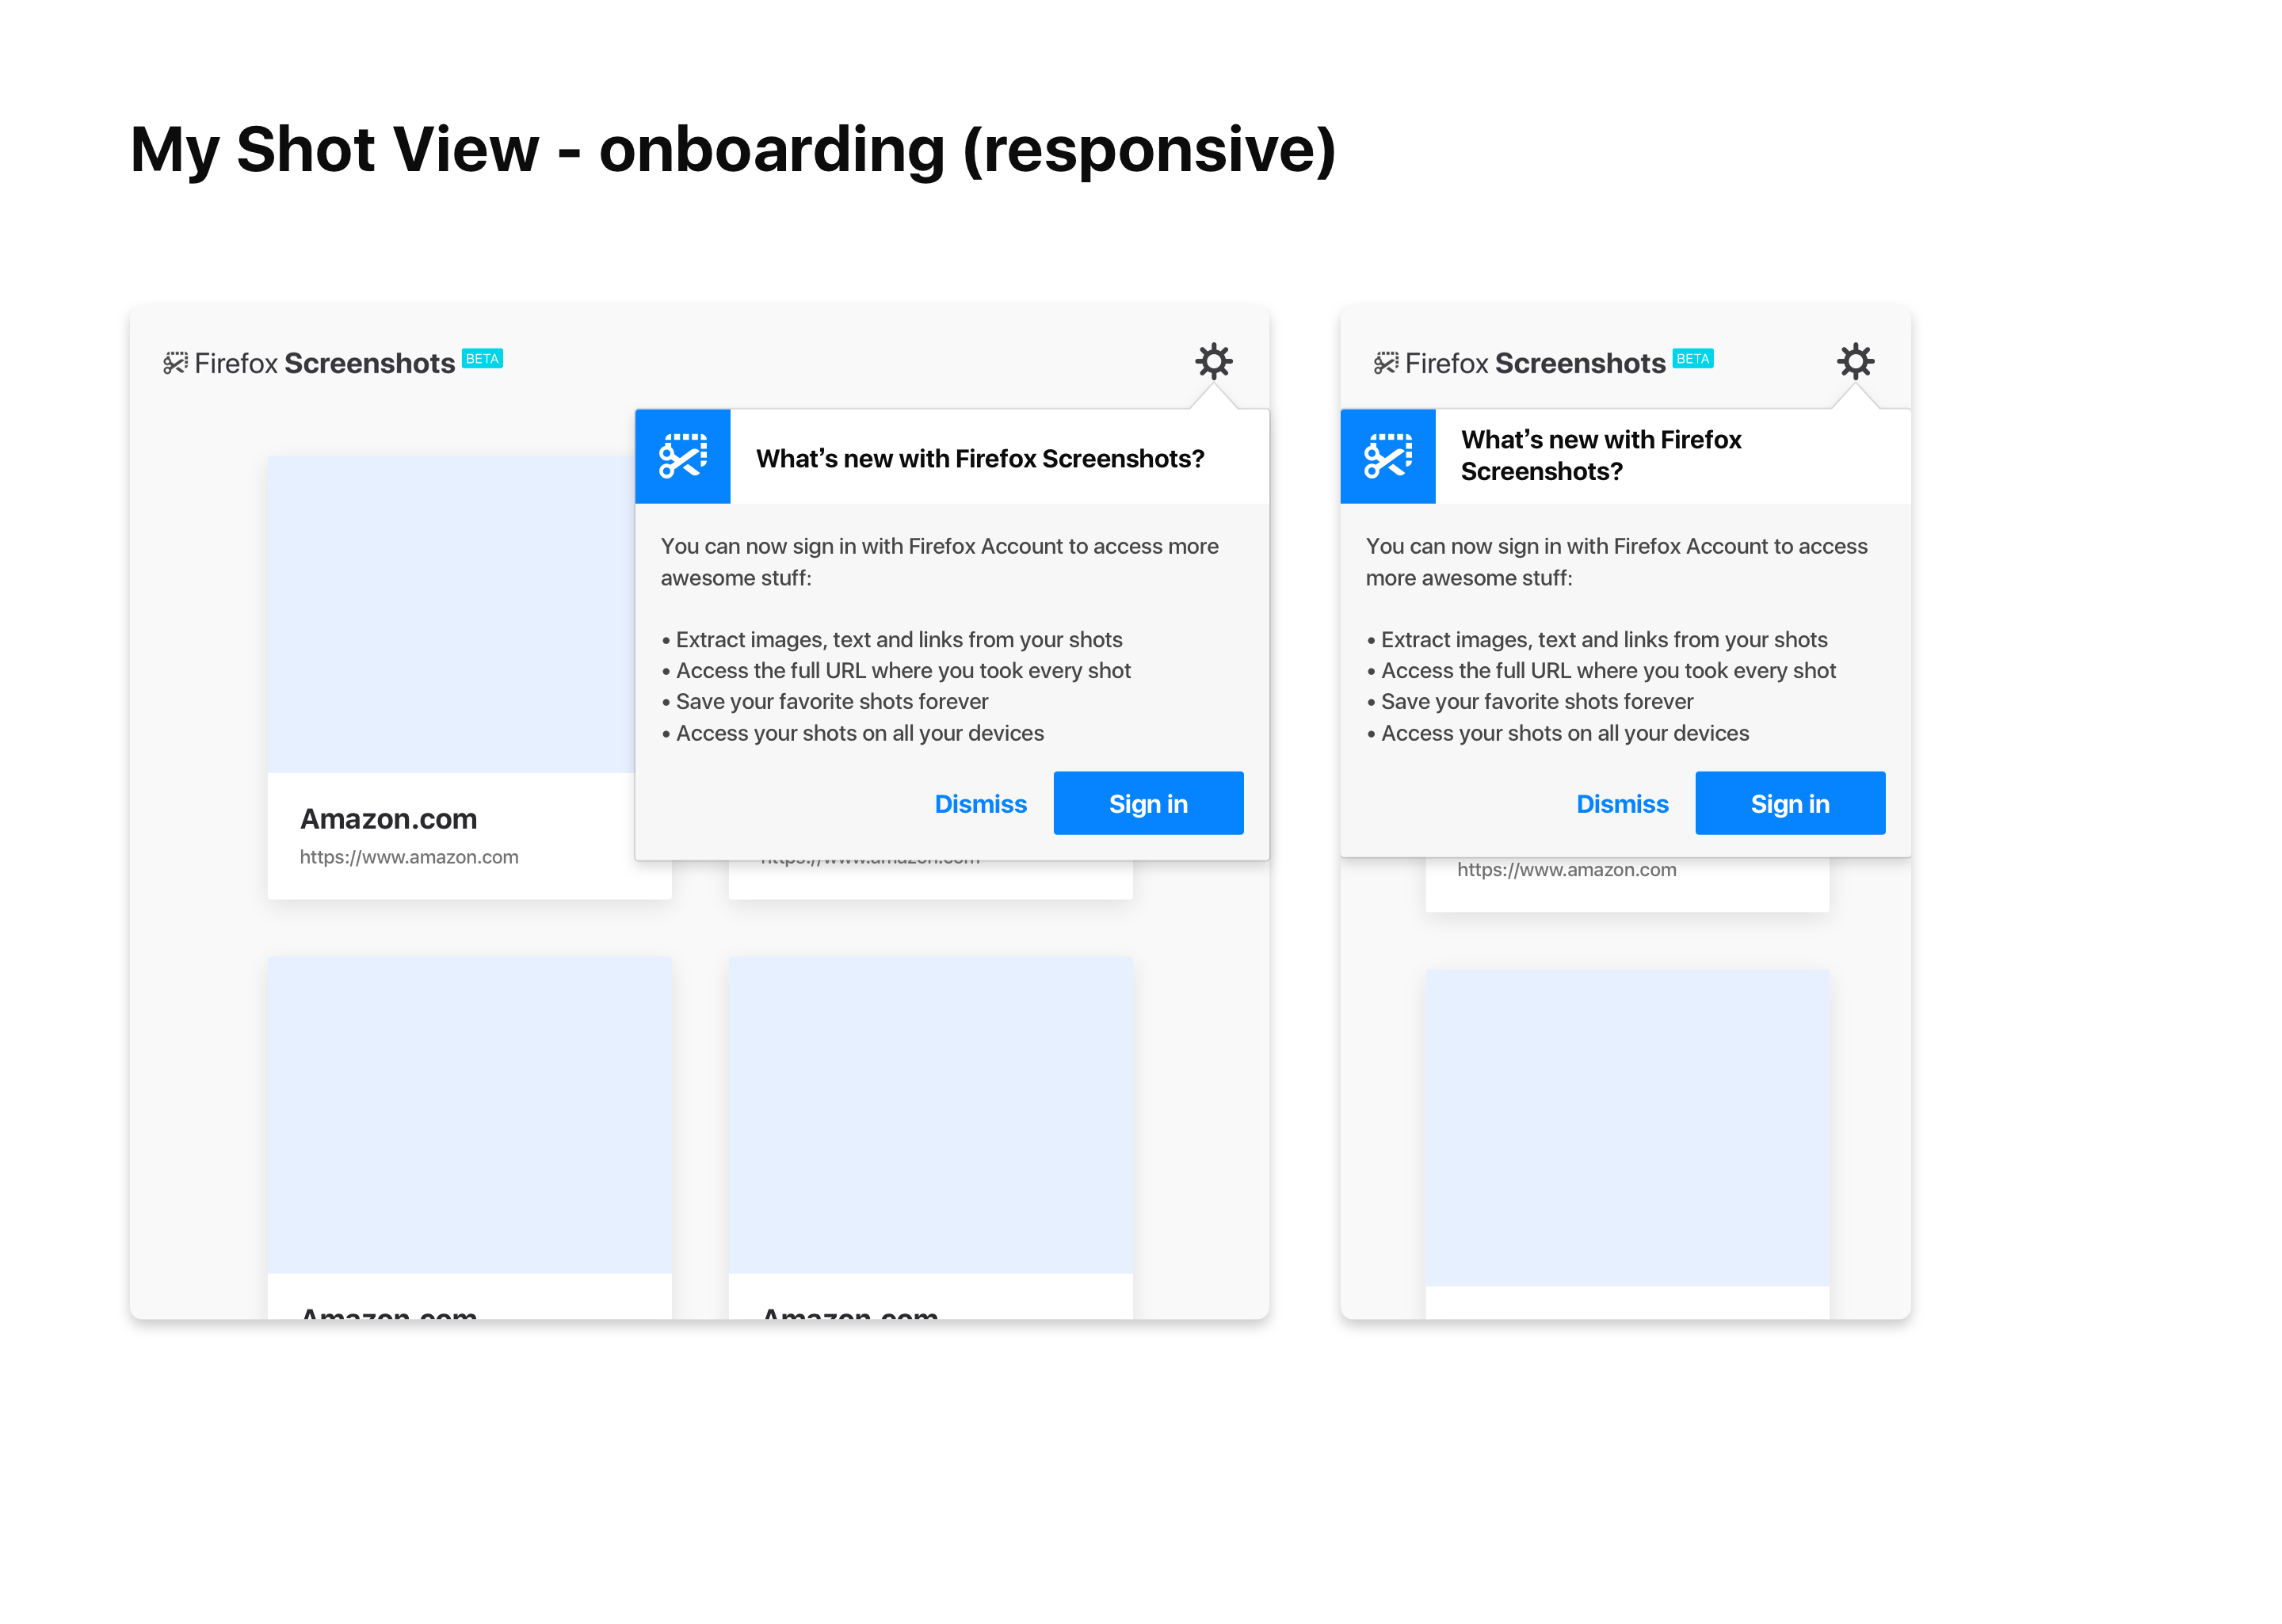 My Shot View - onboarding (responsive)
Firefox Screenshots BETA
What’s new with Firefox Screenshots?
You can now sign in with Firefox Account to access more
awesome stuff:
• Extract images, text and links from your shots
• Access the full URL where you took every shot
• Save your favorite shots forever
• Access your shots on all your devices
Dismiss
Sign in
Amazon.com
https://www.amazon.com
https://www.amazon.com
Amazon.com
Amazon.com
Firefox Screenshots BETA
What’s new with Firefox
Screenshots?
You can now sign in with Firefox Account to access
more awesome stuff:
• Extract images, text and links from your shots
• Access the full URL where you took every shot
• Save your favorite shots forever
• Access your shots on all your devices
Dismiss
Sign in
https://www.amazon.com